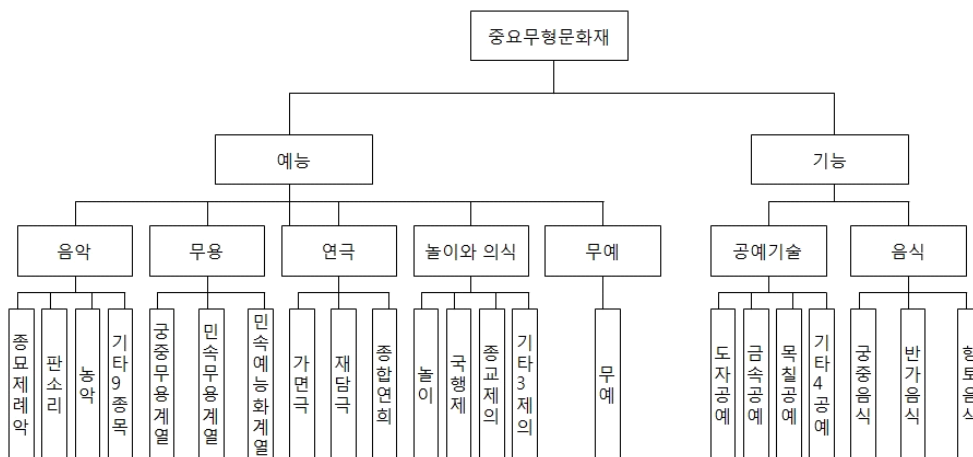 중요무형문화재
예능
기능
음악
무용
연극
놀이와 의식
무예
공예기술
음식
종묘제례악
판소리
농악
기타9종목
궁중무용계열
민속무용계열
민속예능화계열
가면극
재담극
종합연희
놀이
국행제
종교제의
기타3제의
무예
도자공예
금속공예
목칠공예
기타4공예
궁중음식
반가음식
향토음식